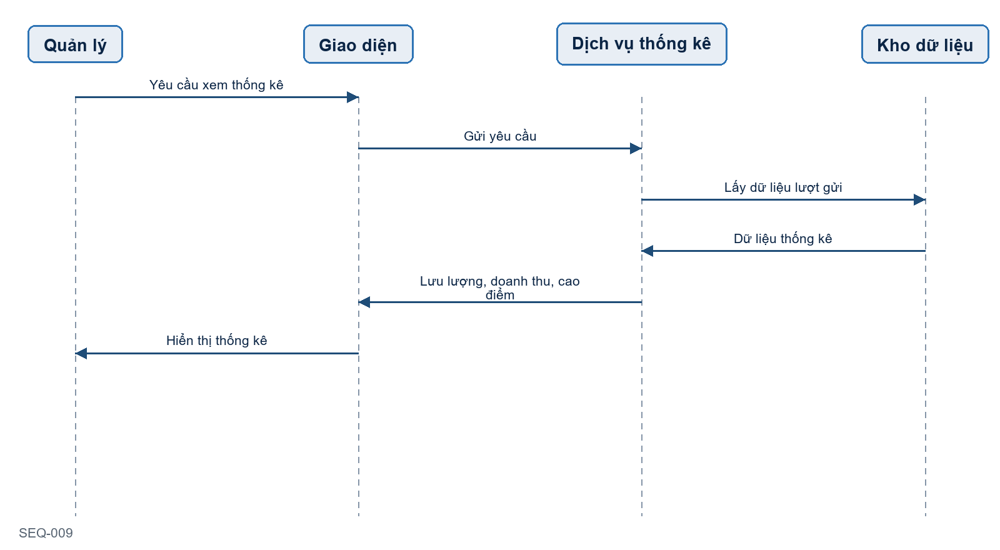 Quản lý
Giao diện
Dịch vụ thống kê
Kho dữ liệu
Yêu cầu xem thống kê
Gửi yêu cầu
Lấy dữ liệu lượt gửi
Dữ liệu thống kê
Lưu lượng, doanh thu, cao
điểm
Hiển thị thống kê
SEQ-009